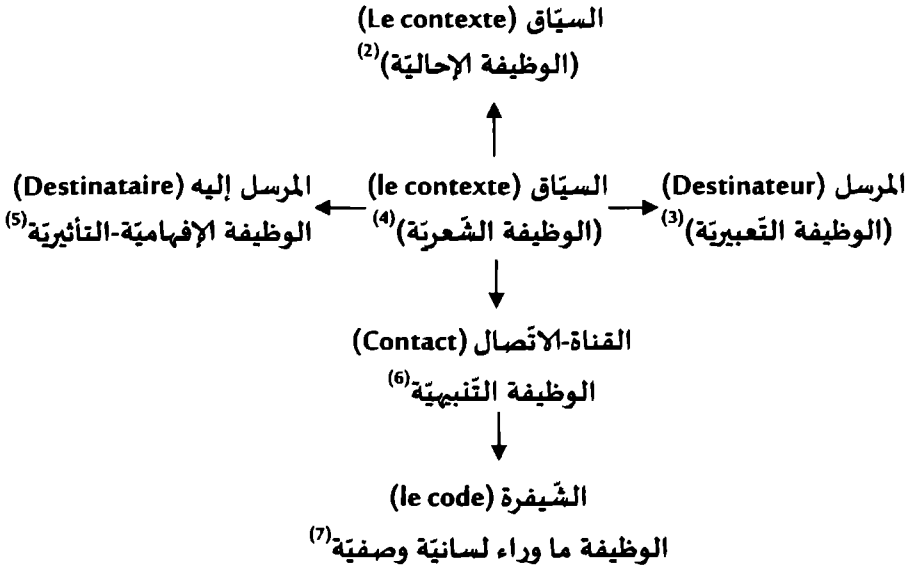 السيّاق (Le contexte)
(الوظيفة الإحاليّة)(2)
المرسل (Destinateur)
(الوظيفة التّعبيريّة)(3)
السيّاق (le contexte)
(الوظيفة الشّعريّة)(4)
المرسل إليه (Destinataire)
الوظيفة الإفهاميّة-التأثيريّة(5)
القناة-الاتّصال (Contact)
الوظيفة التّنبيهيّة(6)
الشّيفرة (le code)
الوظيفة ما وراء لسانيّة وصفيّة(7)